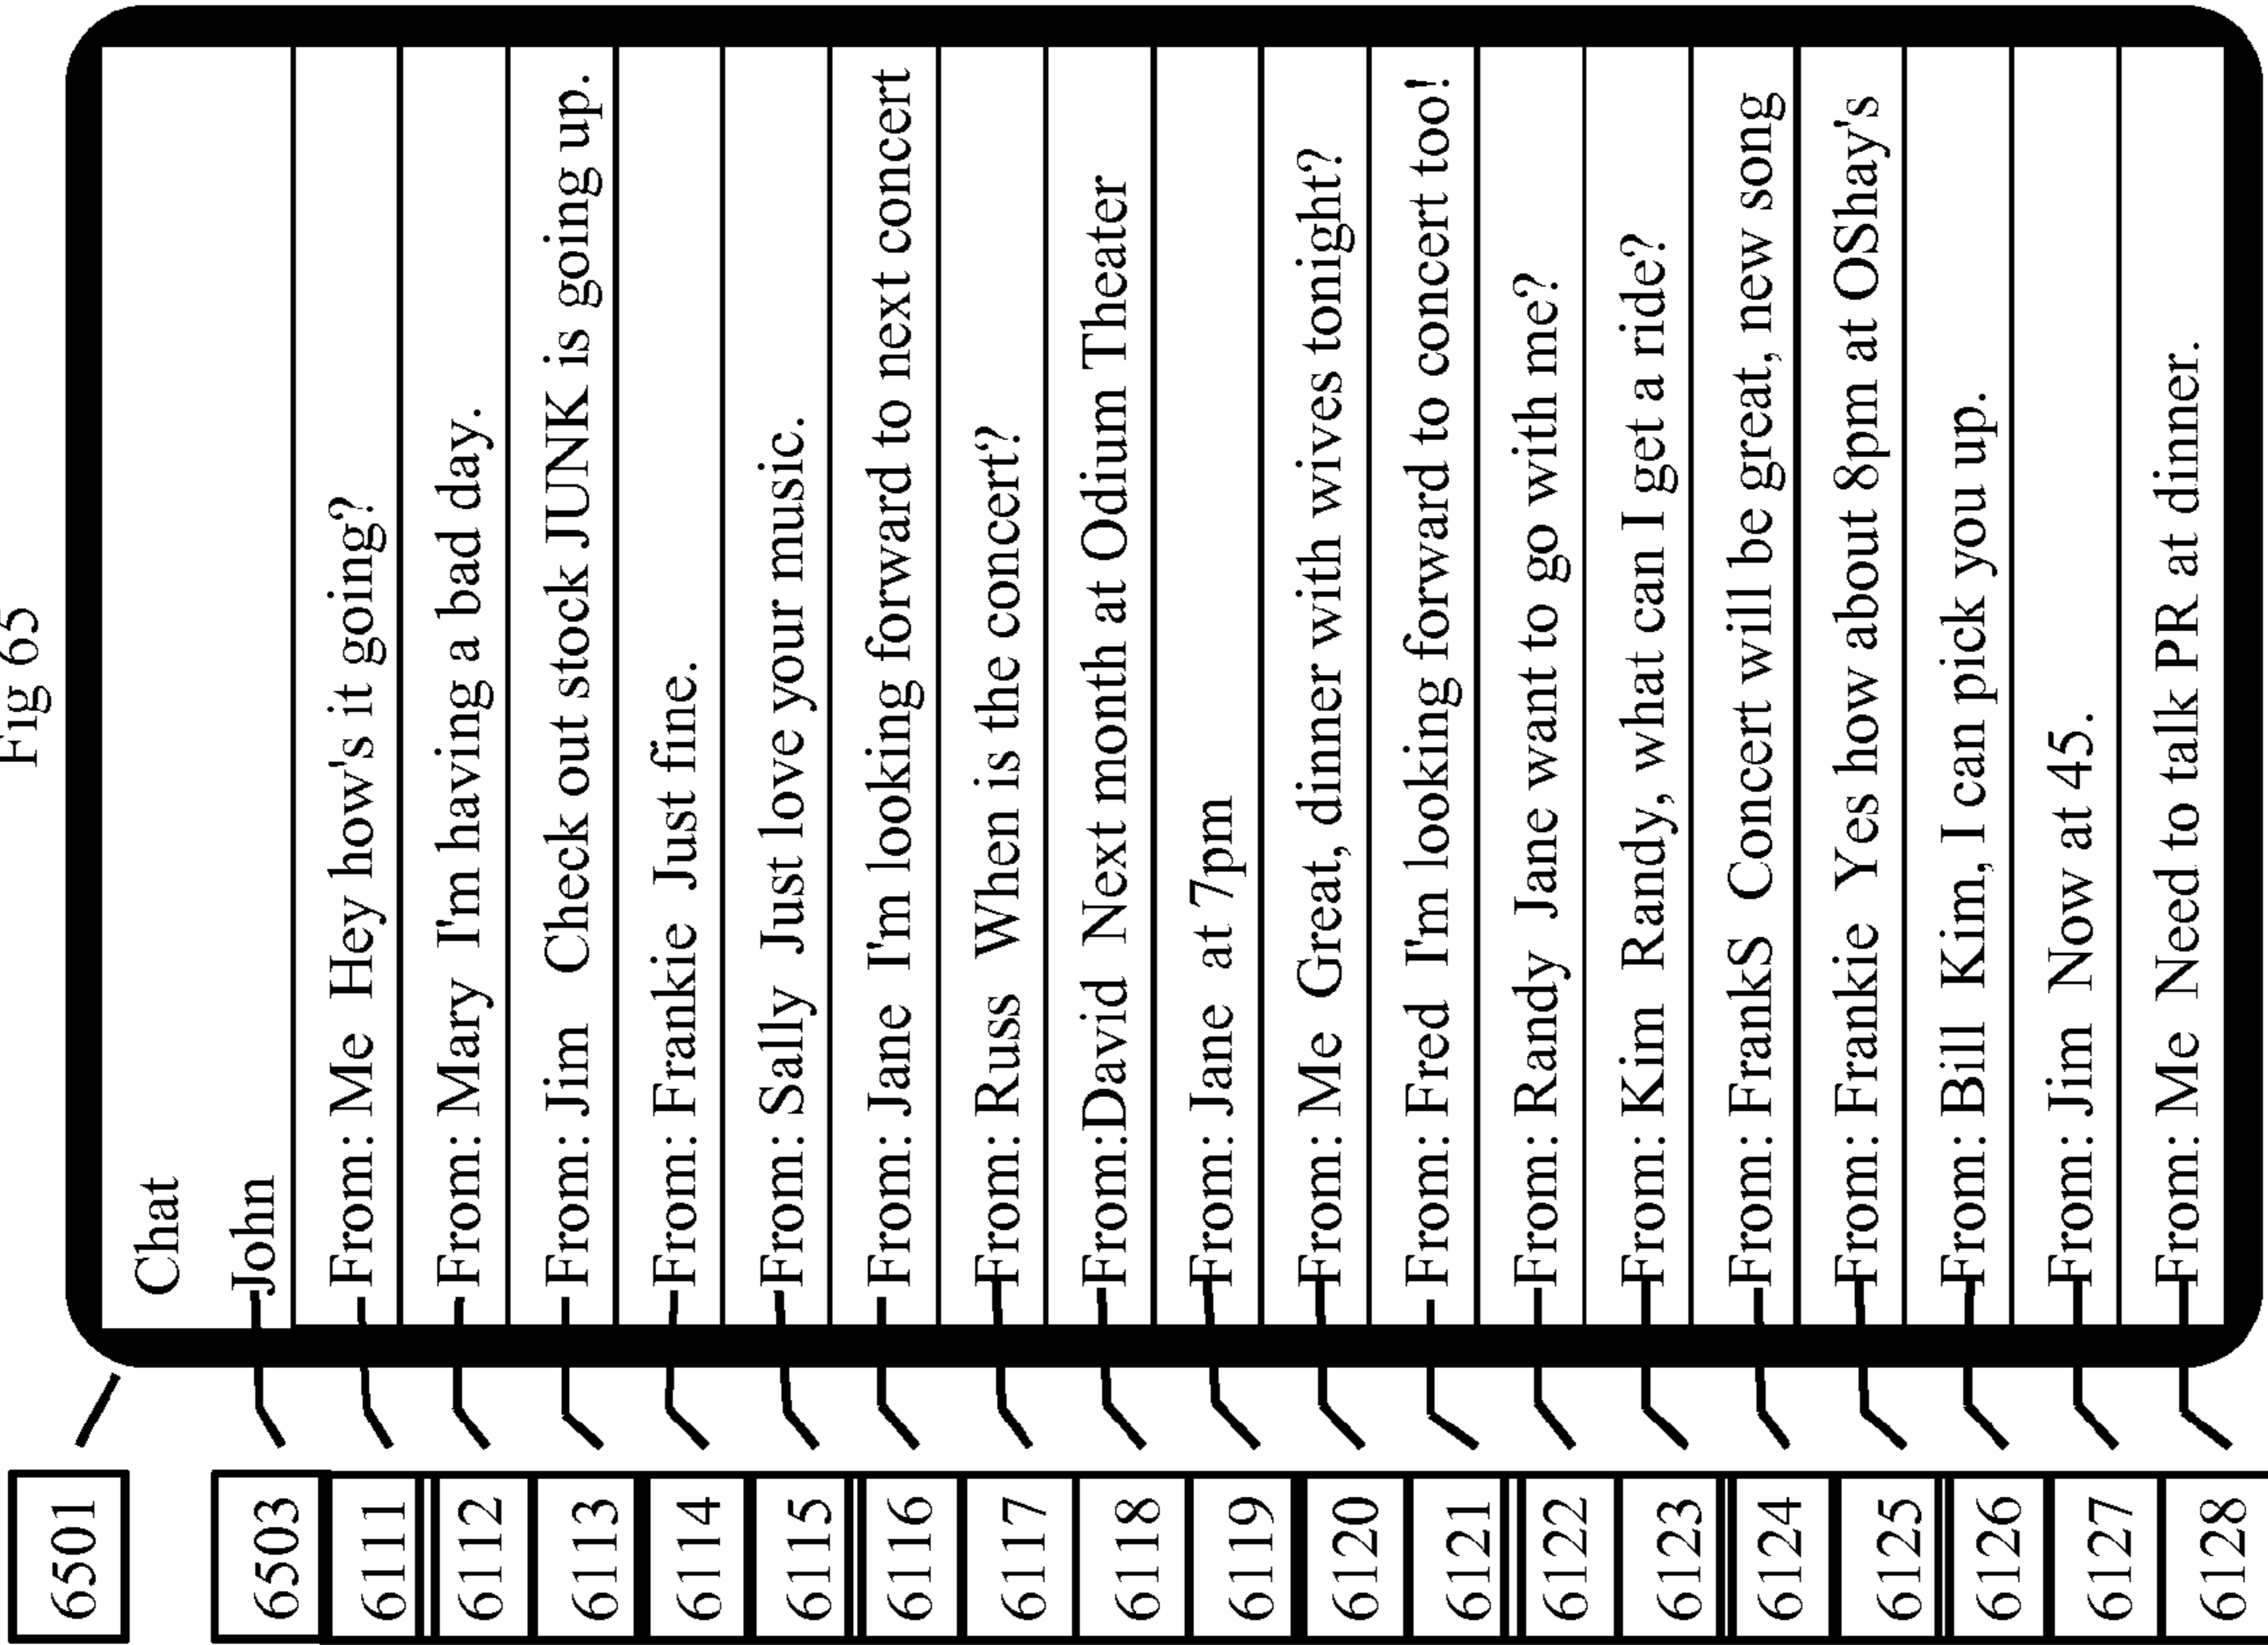 Fig 65
6501
Chat
6503 John
6111 From: Me Hey how's it going?
6112 From: Mary I'm having a bad day.
6113 From: Jim Check out stock JUNK is going up.
6114 From: Frankie Just fine.
6115 From: Sally Just love your music.
6116 From: Jane I'm looking forward to next concert
6117 From: Russ When is the concert?
6118 From:David Next month at Odium Theater
6119 From: Jane at 7pm
6120 From: Me Great, dinner with wives tonight?
6121 From: Fred I'm looking forward to concert too!
6122 From: Randy Jane want to go with me?
6123 From: Kim Randy, what can I get a ride?
6124 From: FrankS Concert will be great, new song
6125 From: Frankie Yes how about 8pm at OShay's
6126 From: Bill Kim, I can pick you up.
6127 From: Jim Now at 45.
6128 From: Me Need to talk PR at dinner.